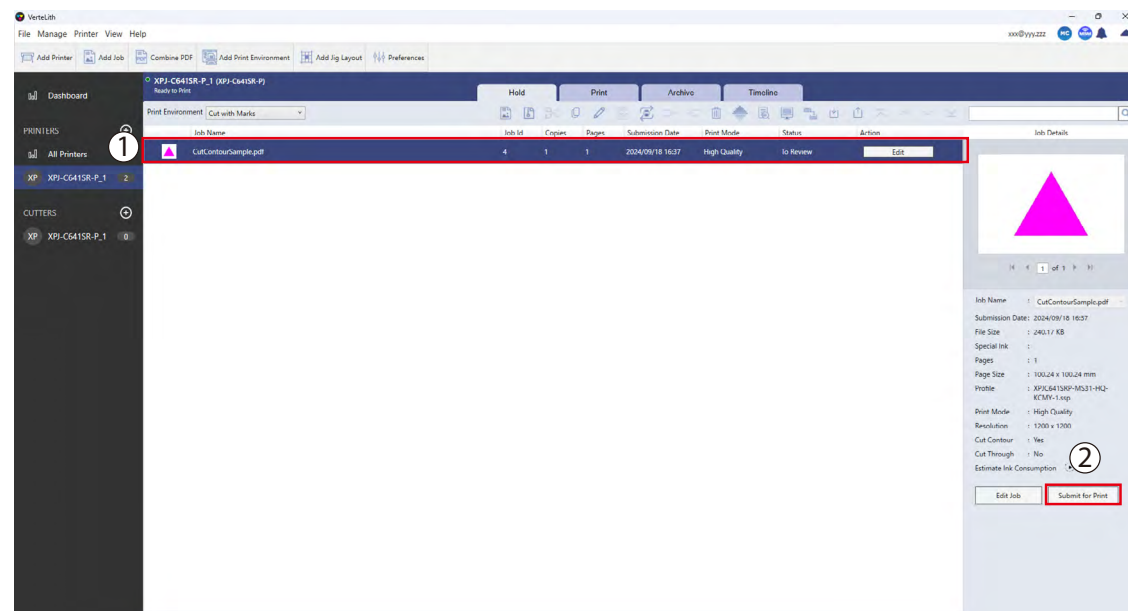 VerteLith
File Manage Printer View Help
xxx@yyy.zzz MC MMM
Add Printer Add Job Combine PDF Add Print Environment Add Jig Layout Preferences
Dashboard
XPJ-C641SR-P_1 (XPJ-C641SR-P)
Ready to Print
Hold Print Archive Timeline
Print Environment Cut with Marks
PRINTERS
Job Name Job Id Copies Pages Submission Date Print Mode Status Action Job Details
1
All Printers
CutContourSample.pdf 4 1 1 2024/09/18 16:37 High Quality To Review Edit
XP XPJ-C641SR-P_1 2
CUTTERS
XP XPJ-C641SR-P_1 0
1 of 1
Job Name : CutContourSample.pdf
Submission Date: 2024/09/18 16:37
File Size : 240.17 KB
Special Ink :
Pages : 1
Page Size : 100.24 x 100.24 mm
Profile : XPJC641SRP-MS31-HQ-
KCMY-1.ssp
Print Mode : High Quality
Resolution : 1200 x 1200
Cut Contour : Yes
Cut Through : No
2
Estimate Ink Consumption
Edit Job Submit for Print